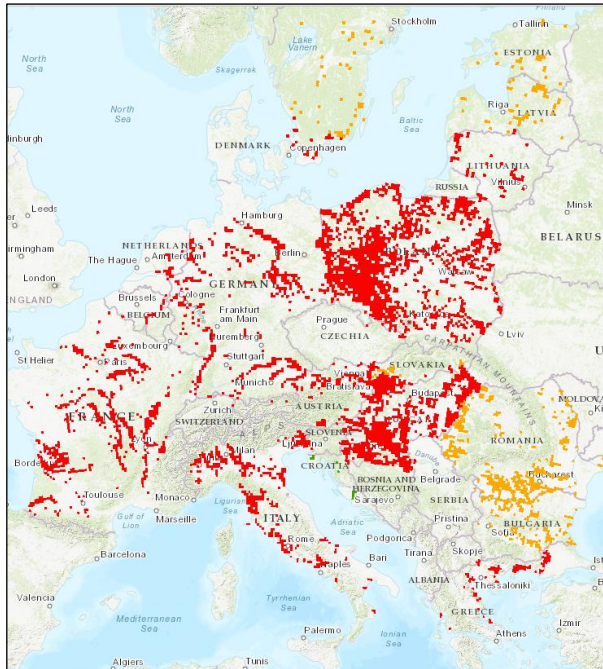 Stockholm
Tallinn
North
Sea
Lake
Vanern
Skagerrak
ESTONIA
Riga
LATVIA
North
Sea
Baltic
Sea
DENMARK
Copenhagen
LITHUANIA
Vilnius
RUSSIA
Minsk
Leeds
Hamburg
BELARUS
NETHERLANDS
Amsterdam
The Hague
Berlin
London
GERMANY
Warsaw
Brussels
Cologne
BELGIUM
Frankfurt
am Main
Prague
CZECHIA
Lviv
St Helier
Luxembourg
Nuremberg
Paris
Stuttgart
SLOVAKIA
CARPATHIAN MOUNTAINS
Vienna
Bratislava
Munich
Budapest
FRANCE
Zurich
AUSTRIA
SWITZERLAND
ALPS
ROMANIA
Lyon
Milan
CROATIA
Danube
Belgrade
Bucharest
BOSNIA AND
HERZEGOVINA
Sarajevo
SERBIA
Toulouse
Monaco
Ligurian
Sea
Gulf of
Lion
Marseille
ITALY
Adriatic
Sea
Pristina
Sofia
BULGARIA
Podgorica
Skopje
Barcelona
Rome
Bari
Tirana
Naples
ALBANIA
Thessaloniki
Valencia
Tyrrhenian
Sea
GREECE
Izmir
Mediterranean
Sea
Palermo
Ionian
Sea
Athens
Algiers
Tunis